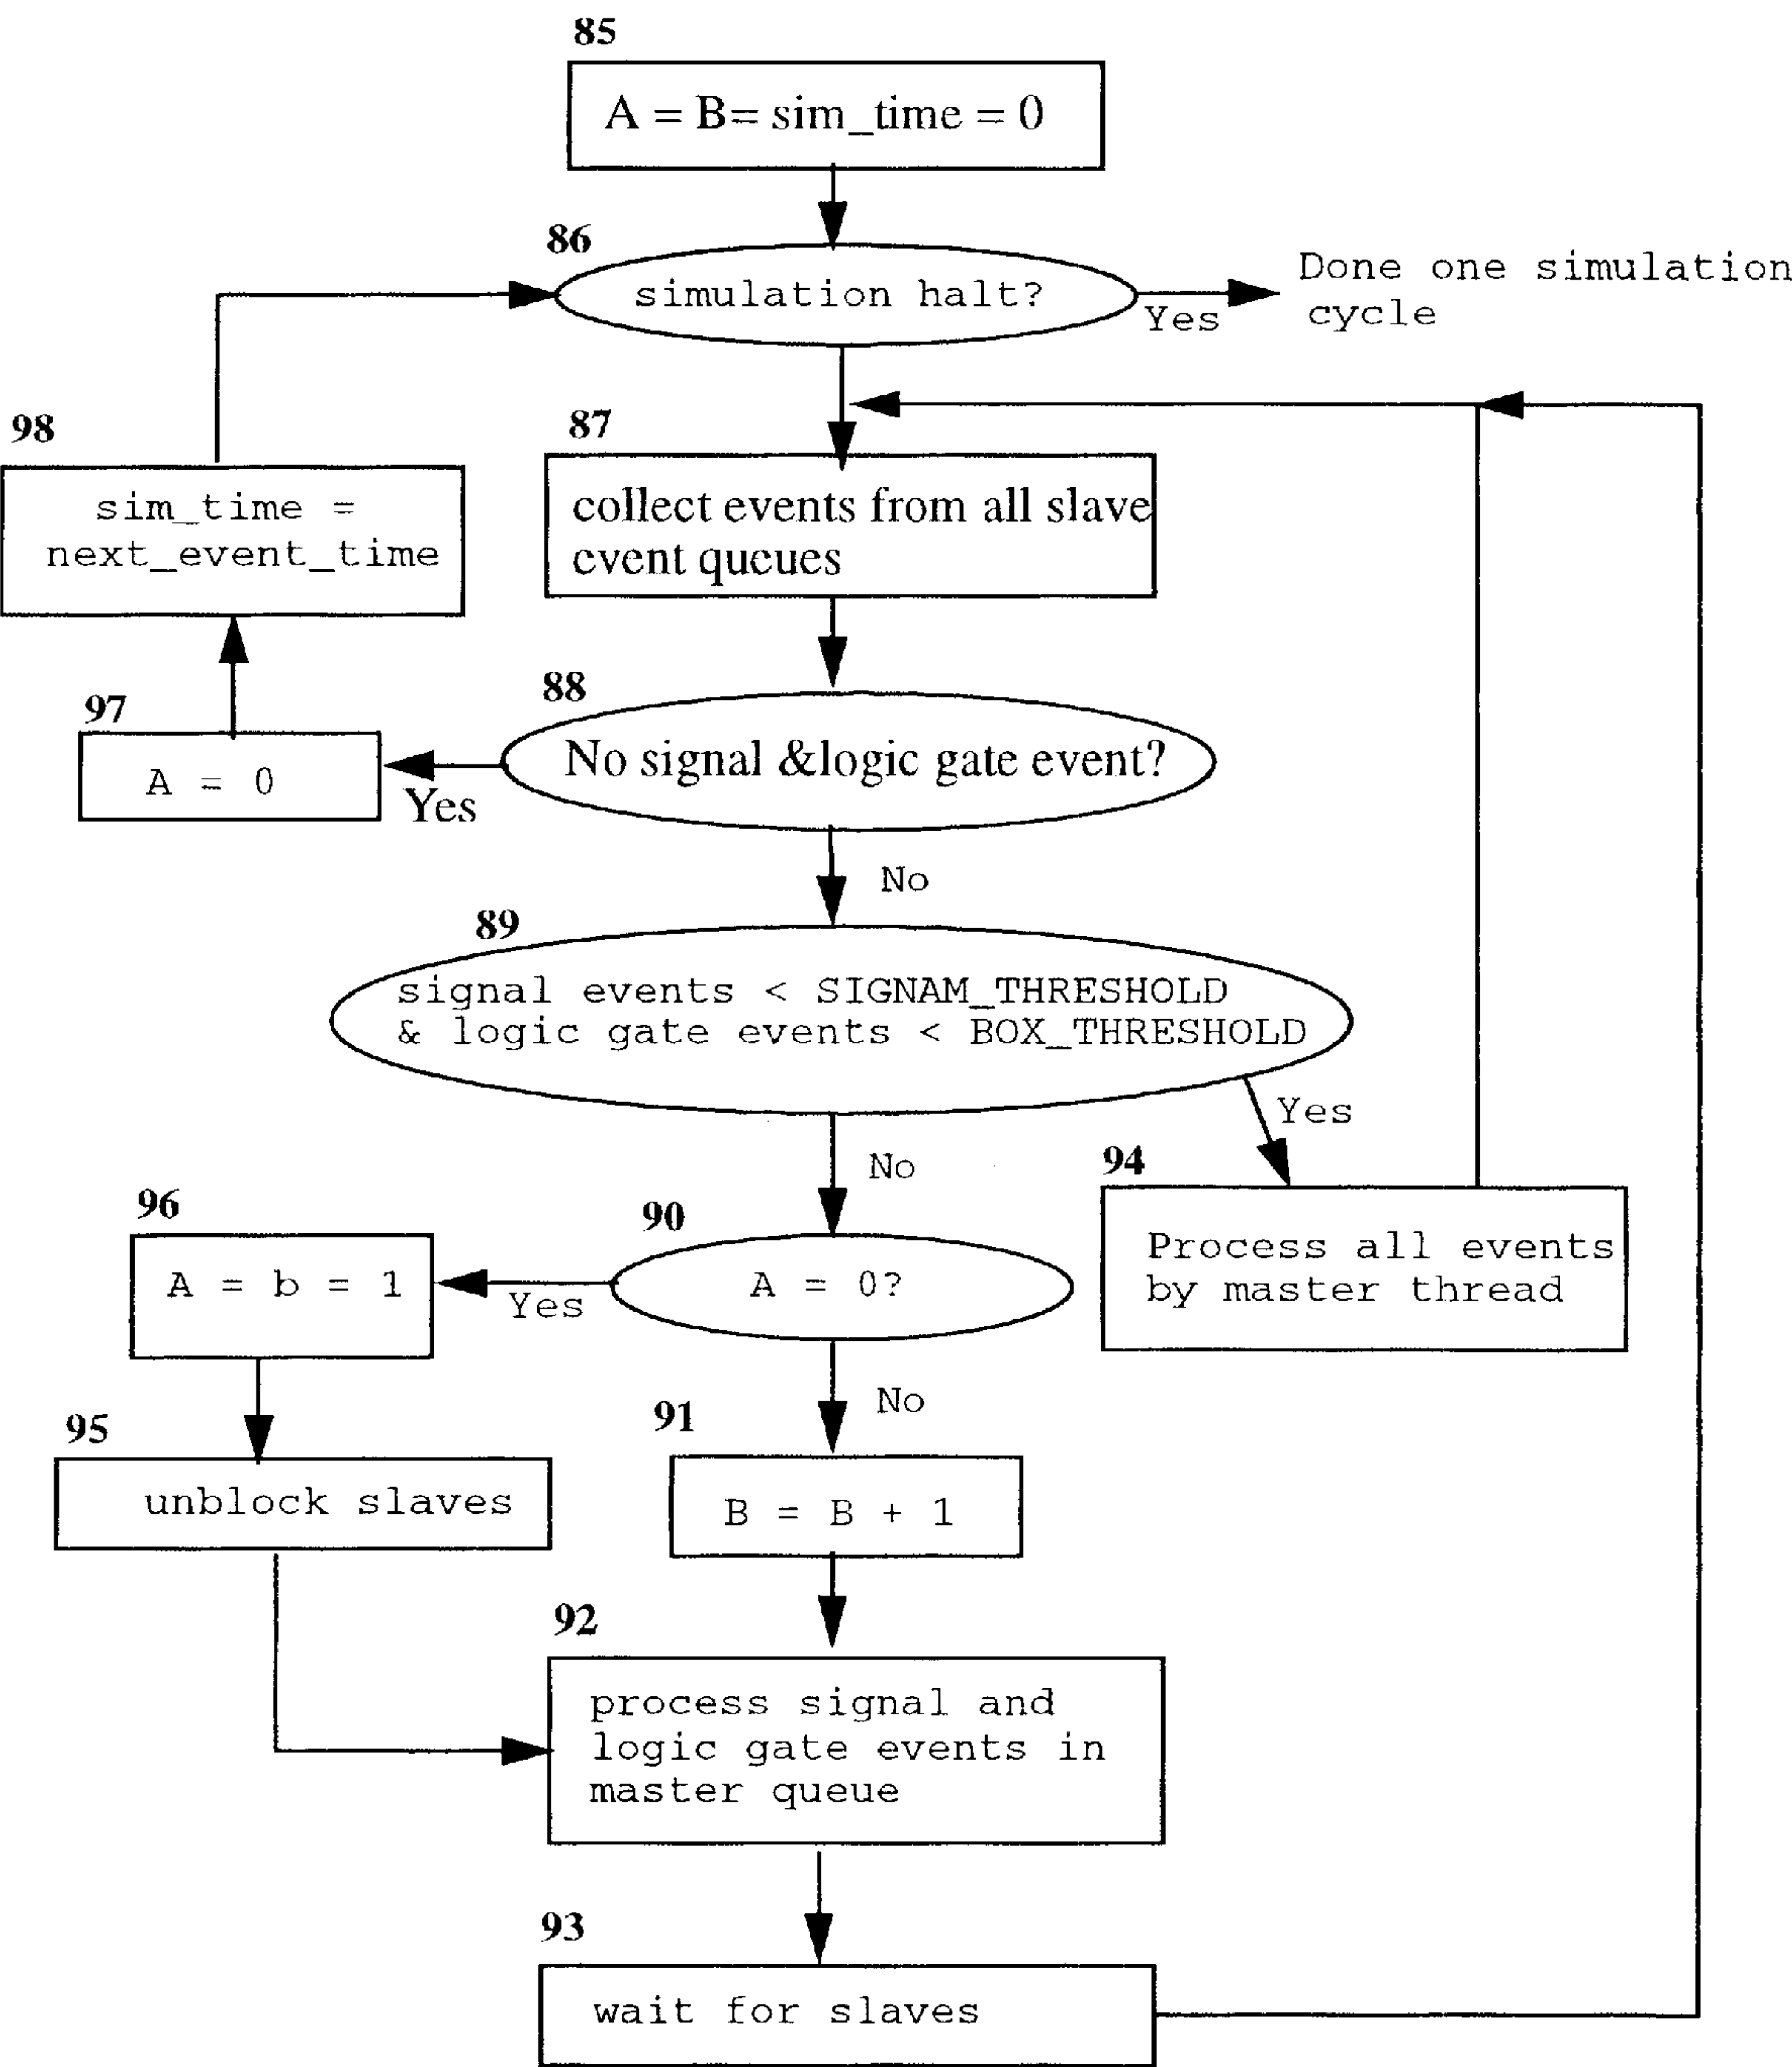 85
A = B= sim_time = 0
86
simulation halt?
Yes
Done one simulation
cycle
98
sim_time =
next_event_time
87
collect events from all slave
event queues
97
A = 0
88
No signal &logic gate event?
Yes
No
89
signal events < SIGNAM_THRESHOLD
& logic gate events < BOX_THRESHOLD
Yes
No
94
Process all events
by master thread
96
A = b = 1
90
A = 0?
Yes
No
95
unblock slaves
91
B = B + 1
92
process signal and
logic gate events in
master queue
93
wait for slaves